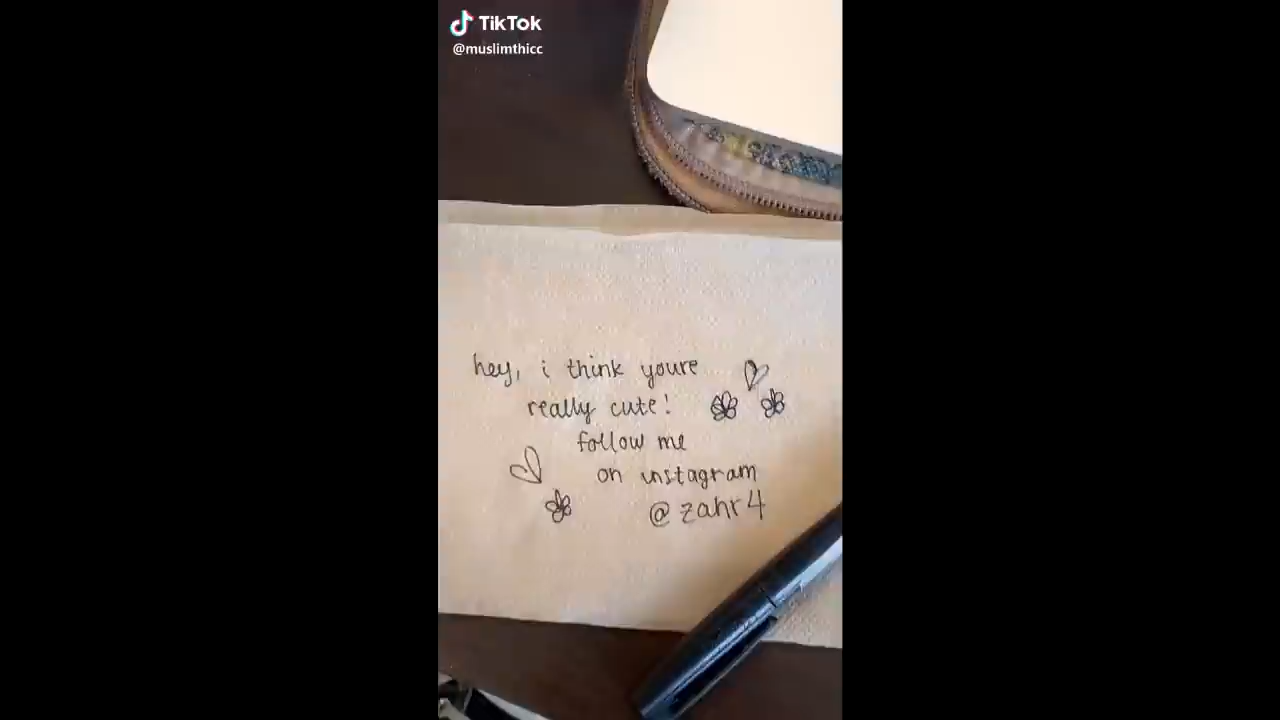 TikTok
@muslimthicc
hey, i think youre
really cute!
follow me
on instagram
@zahr4